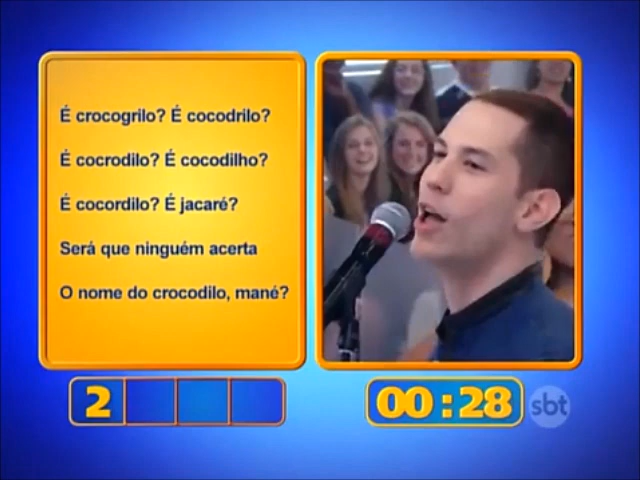 É crocogrilo? É cocodrilo?
É cocrodilo? É cocodilho?
É cocordilo? É jacaré?
Será que ninguém acerta
O nome do crocodilo, mané?
2
00:28
sbt